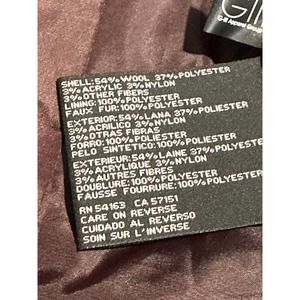 G-III Apparel Group
SHELL:54%WOOL 37%POLYESTER
3%ACRYLIC 3%NYLON
3%OTHER FIBERS
LINING:100%POLYESTER
FAUX FUR:100%POLYESTER
EXTERIOR:54%LANA 37%POLIESTER
3%ACRILICO 3%NYLON
3%OTRAS FIBRAS
FORRO:100%POLIESTER
PELO SINTETICO:100%POLIESTER
EXTERIEUR:54%LAINE 37%POLYESTER
3%ACRYLIQUE 3%NYLON
3%AUTRES FIBRES
DOUBLURE:100%POLYESTER
FAUSSE FOURRURE:100%POLYESTER
RN 54163 CA 57151
CARE ON REVERSE
CUIDADO AL REVERSO
SOIN SUR L'INVERSE